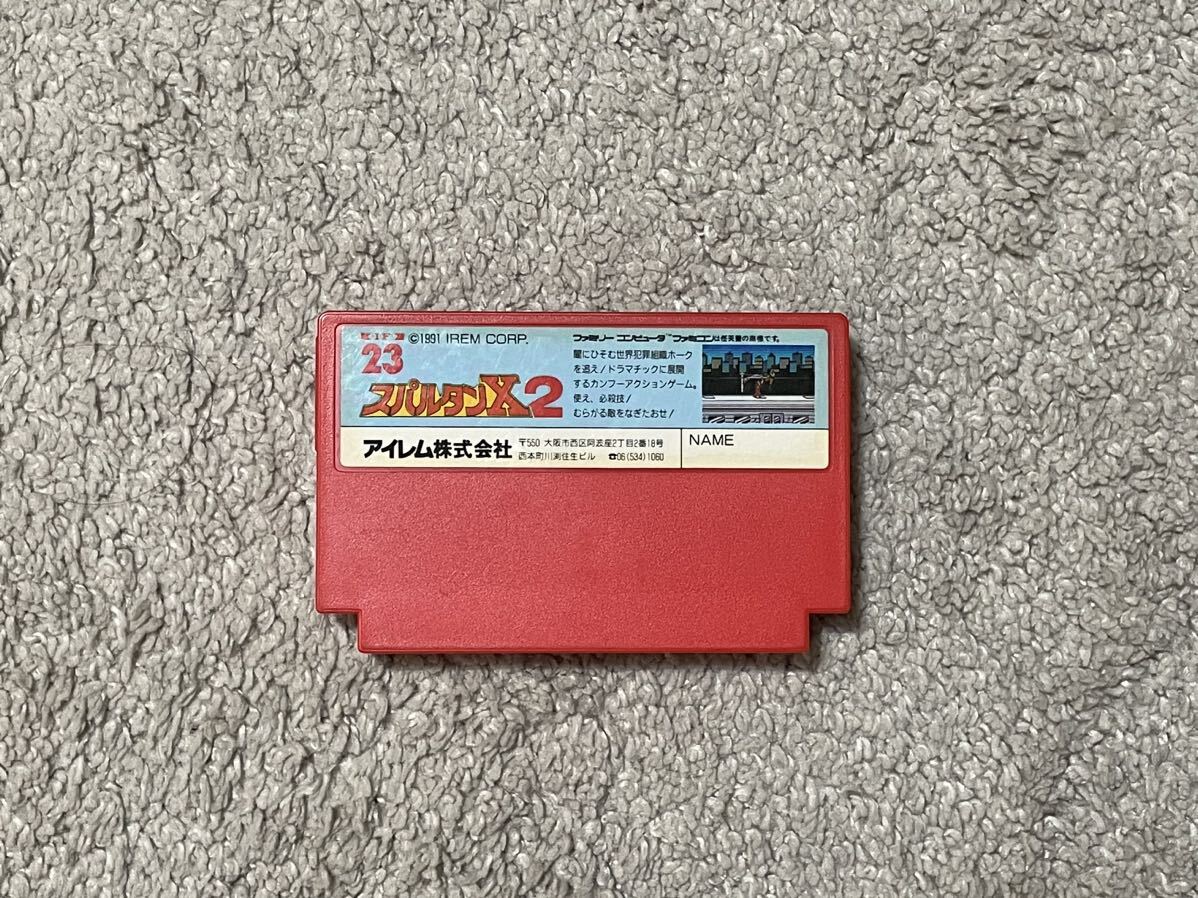 ©1991 IREM CORP.
23
スパルタンX2
ファミリーコンピュータ™ファミコンは任天堂の商標です。
闇にひそむ世界犯罪組織ホーク
を追え!ドラマチックに展開
するカンフーアクションゲーム。
使え、必殺技!
むらがる敵をなぎたおせ!
アイレム株式会社
〒550 大阪市西区阿波座2丁目2番18号
西本町川渕住生ビル ☎06(534)1060
NAME